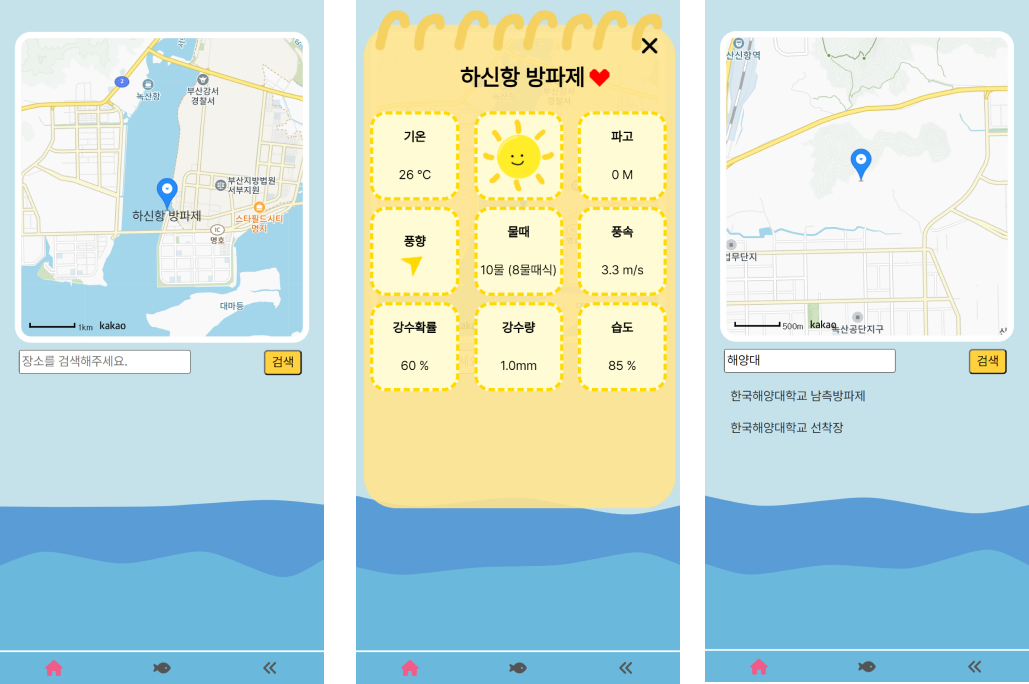 2
녹산항
부산강서
경찰서
부산지방법원
서부지원
하신항 방파제
스타필드시티
명지
IC
명호
대마등
1km
kakao
장소를 검색해주세요.
검색
하신항 방파제
기온
26 ℃
파고
0 M
풍향
물때
10물 (8물때식)
풍속
3.3 m/s
강수확률
60 %
강수량
1.0mm
습도
85 %
산신항역
업무단지
500m
kakao
녹산공단지구
해양대
검색
한국해양대학교 남측방파제
한국해양대학교 선착장